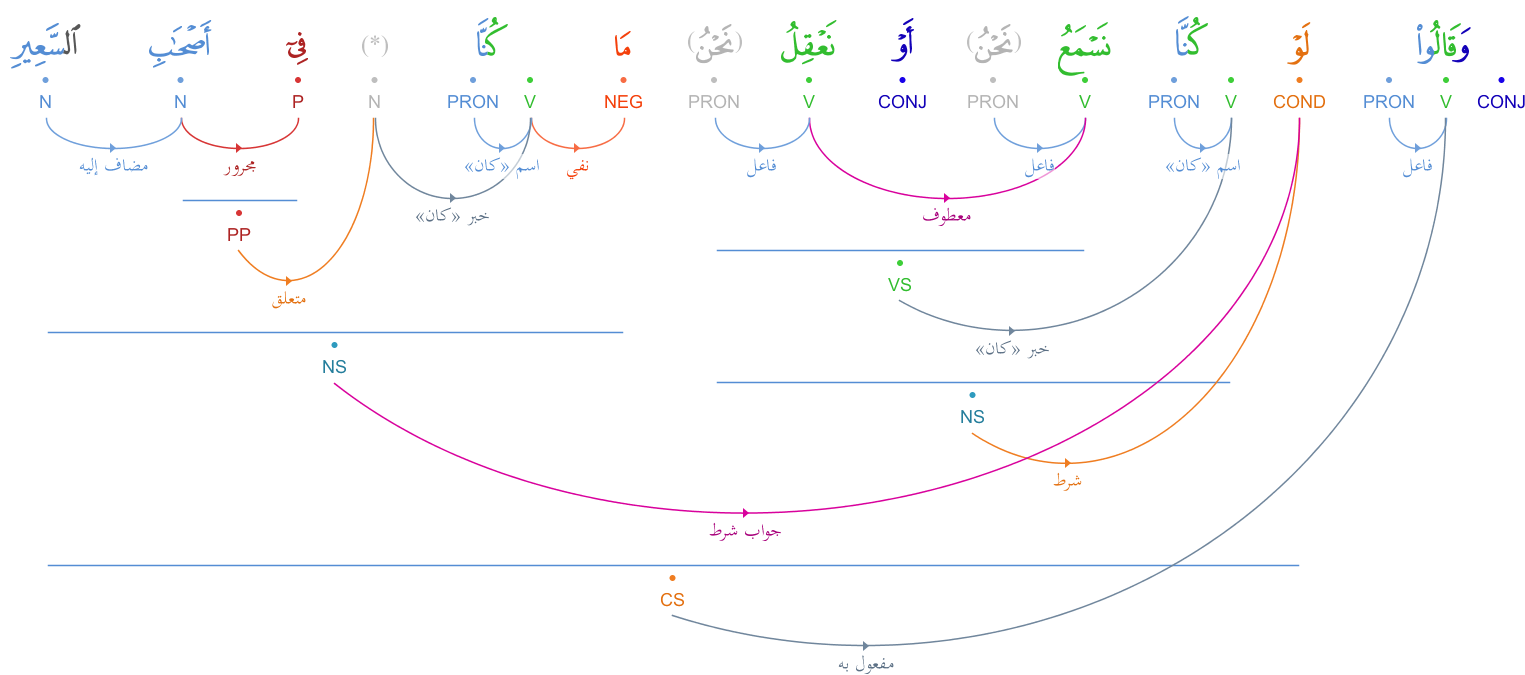 وَقَالُوا۟ لَوْ كُنَّا نَسْمَعُ (نَحْنُ) أَوْ نَعْقِلُ (نَحْنُ) مَا كُنَّا (*) فِىٓ أَصْحَٰبِ ٱلسَّعِيرِ
CONJ V PRON COND V PRON V PRON CONJ V PRON NEG V PRON N P N N
فاعل اسم «كان» فاعل فاعل نفي اسم «كان» مجرور مضاف إليه
معطوف خبر «كان»
PP
VS
متعلق
خبر «كان»
NS
NS
شرط
جواب شرط
CS
مفعول به